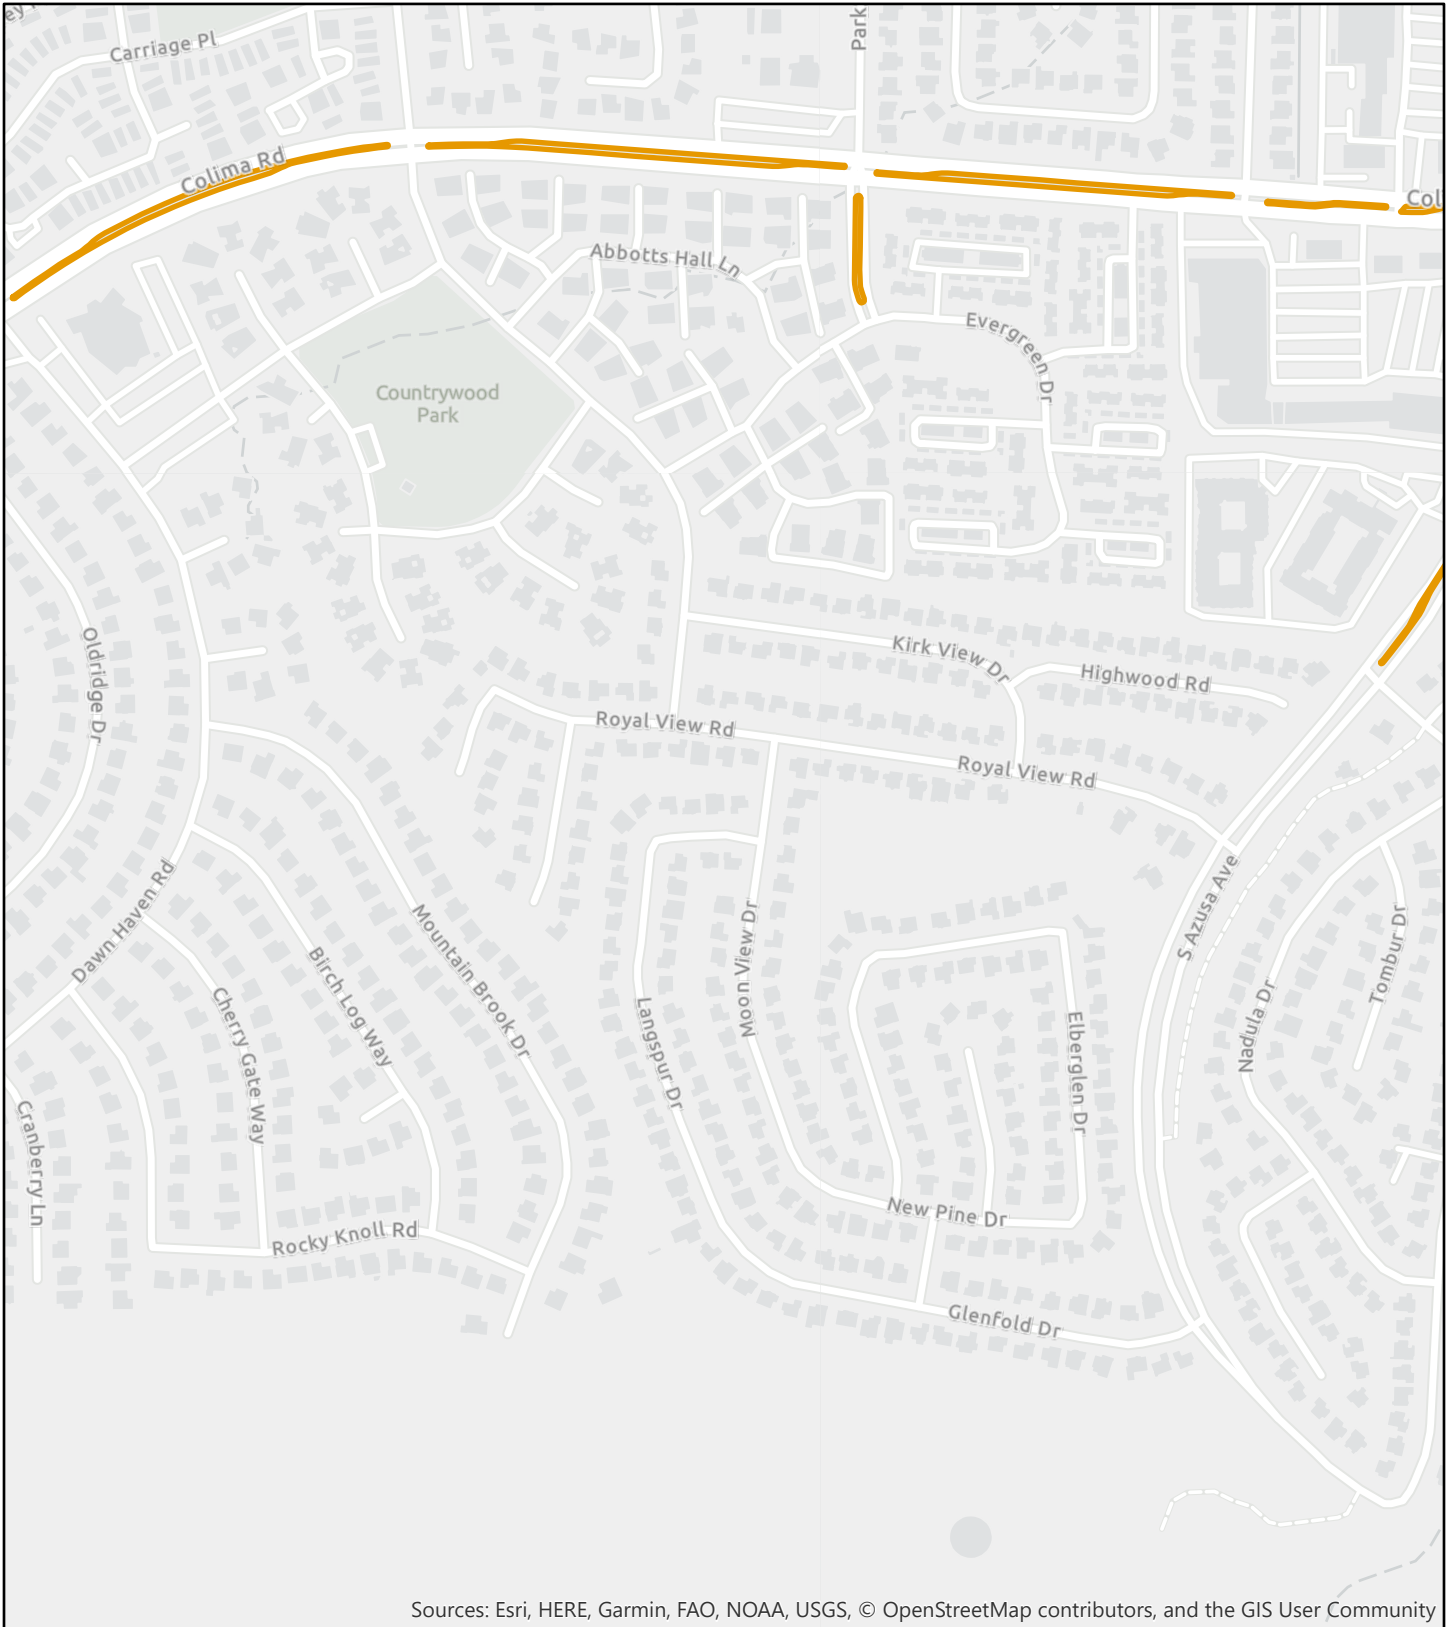 Carriage Pl
Park
Colima Rd
Col
Abbotts Hall Ln
Evergreen Dr
Countrywood
Park
Oldridge Dr
Kirk View Dr
Highwood Rd
Royal View Rd
Royal View Rd
Dawn Haven Rd
Mountain Brook Dr
Birch Log Way
Cherry Gate Way
Cranberry Ln
Rocky Knoll Rd
Langspur Dr
Moon View Dr
Elberglen Dr
New Pine Dr
Glenfold Dr
S Azusa Ave
Nadula Dr
Tombur Dr
Sources: Esri, HERE, Garmin, FAO, NOAA, USGS, © OpenStreetMap contributors, and the GIS User Community